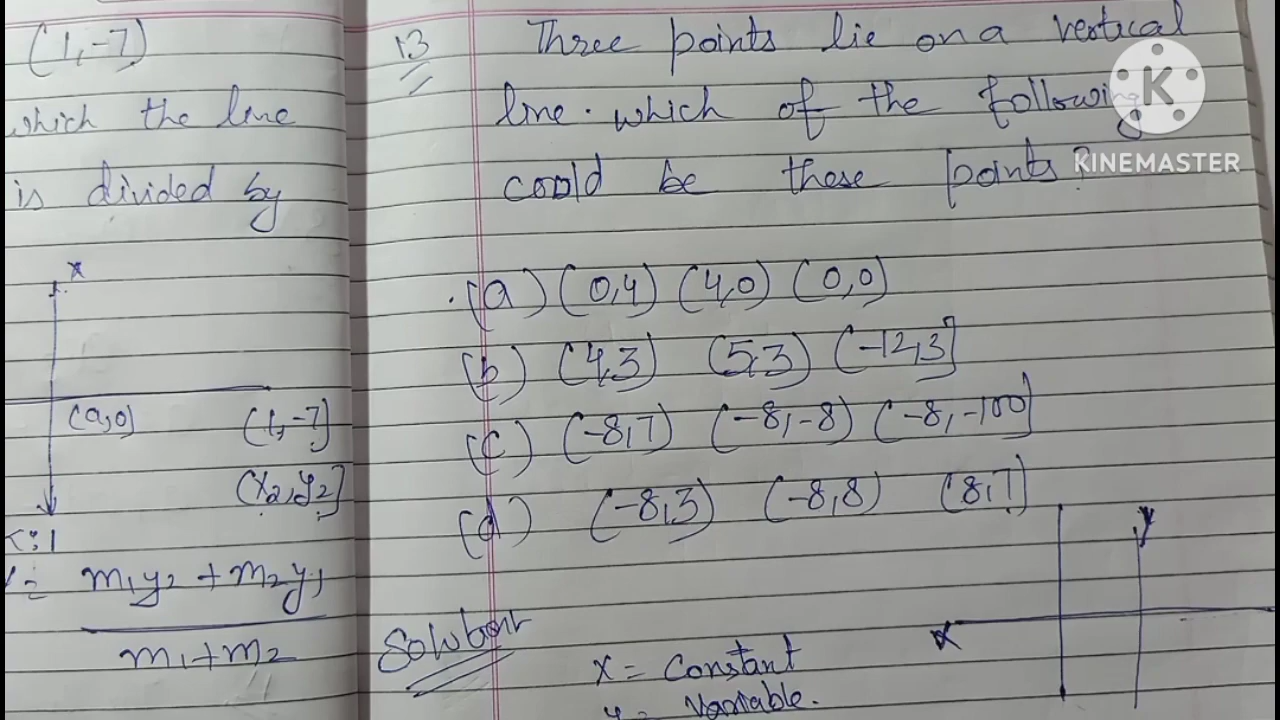 (1,-7)
which the line
is divided by
x
(a,0) (1,-7)
(x2,y2)
K:1
m1y2 + m2y1
m1+m2
13 Three points lie on a vertical
line. which of the following
could be these points?
K
KINEMASTER
(a) (0,4) (4,0) (0,0)
(b) (4,3) (5,3) (-12,3)
(c) (-8,7) (-8,-8) (-8,-100)
(d) (-8,3) (-8,8) (8,7)
y
x
Solution
x = Constant
y = Variable.